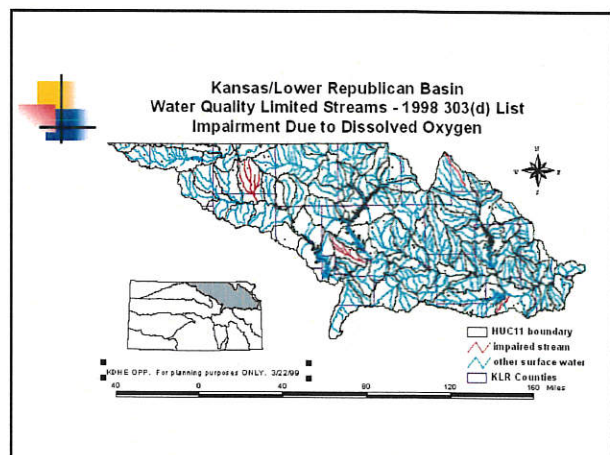 Kansas/Lower Republican Basin
Water Quality Limited Streams - 1998 303(d) List
Impairment Due to Dissolved Oxygen
N
W E
S
HUC11 boundary
impaired stream
other surface water
KLR Counties
KDHE OPP. For planning purposes ONLY. 3/22/99
40 0 40 80 120 160 Miles